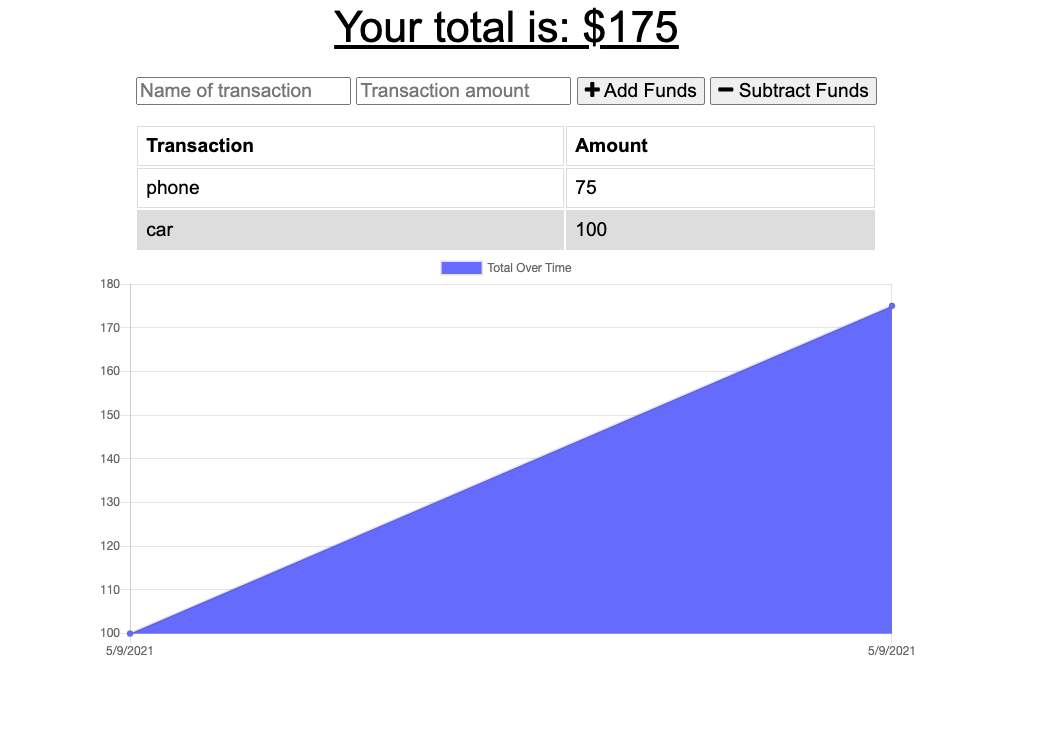 Your total is: $175
Name of transaction Transaction amount Add Funds Subtract Funds
Transaction Amount
phone 75
car 100
Total Over Time
180
170
160
150
140
130
120
110
100
5/9/2021 5/9/2021